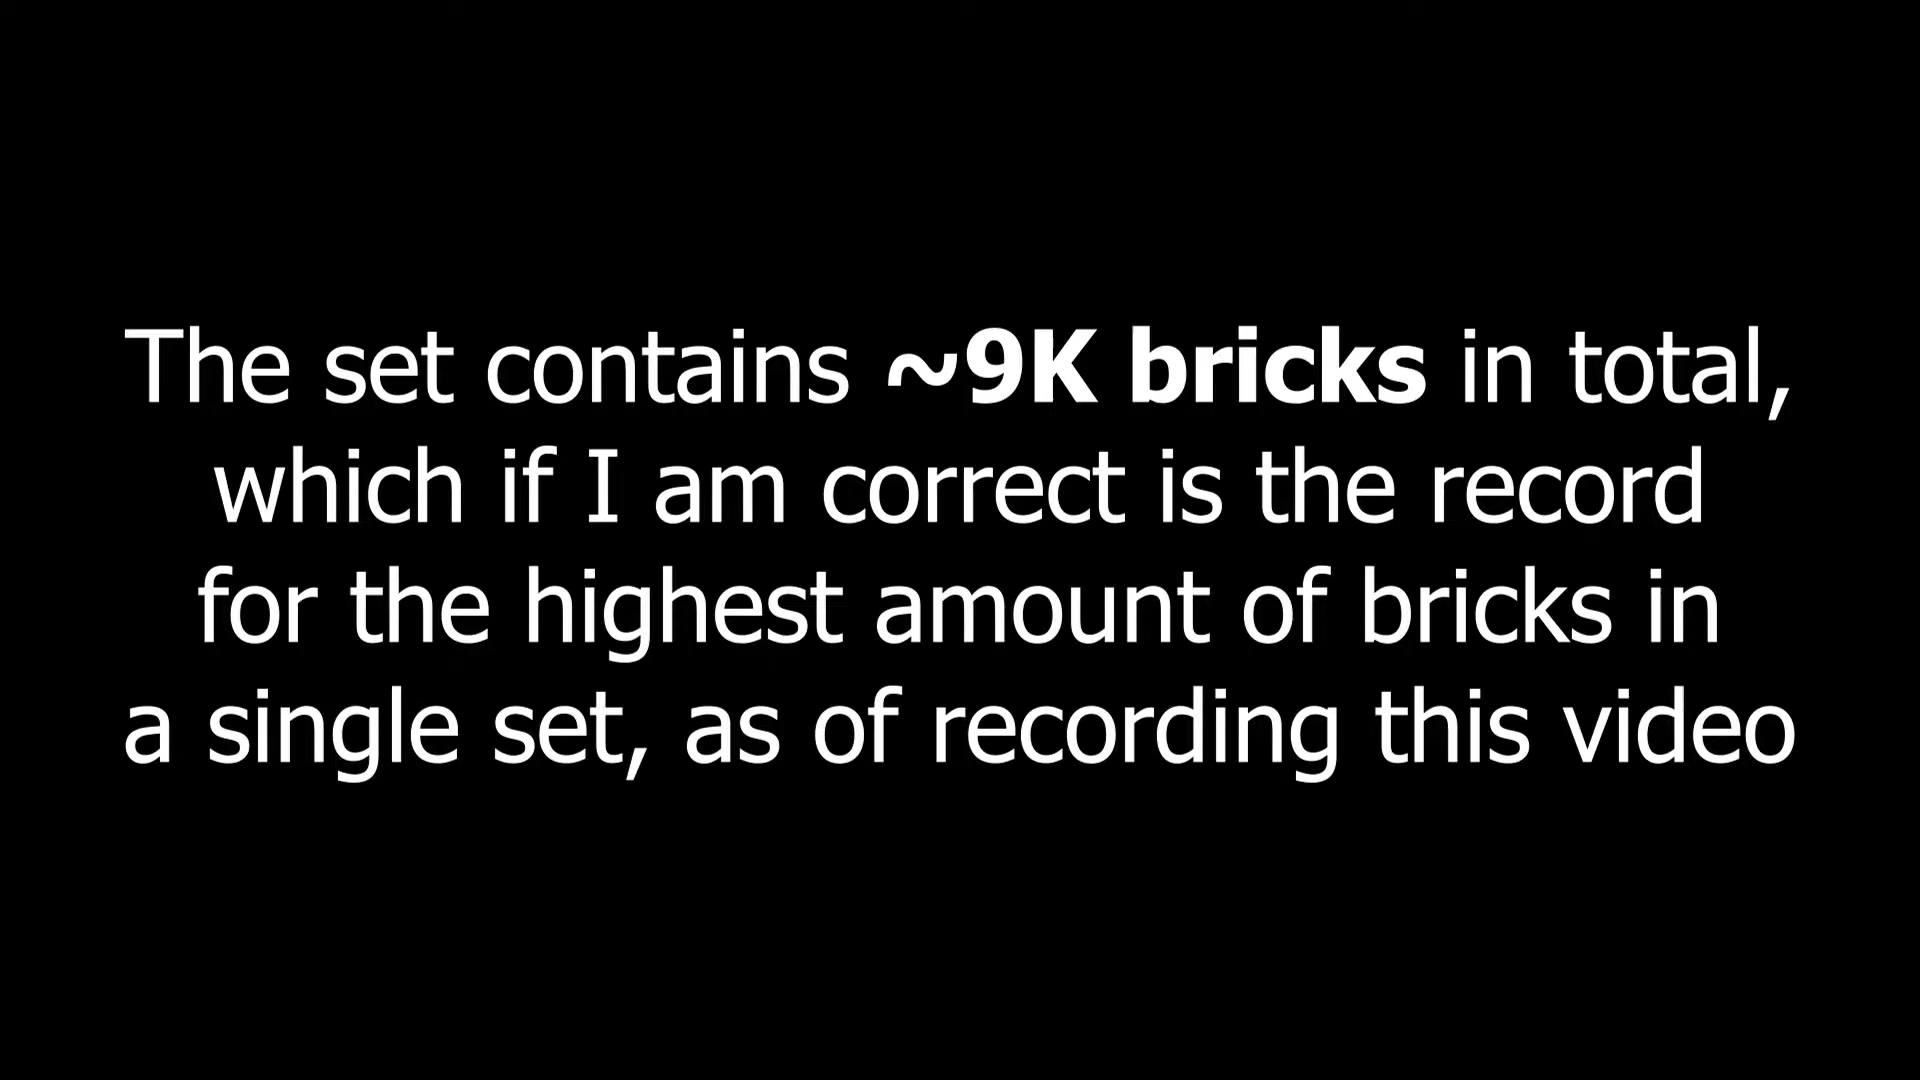 The set contains ~9K bricks in total,
which if I am correct is the record
for the highest amount of bricks in
a single set, as of recording this video